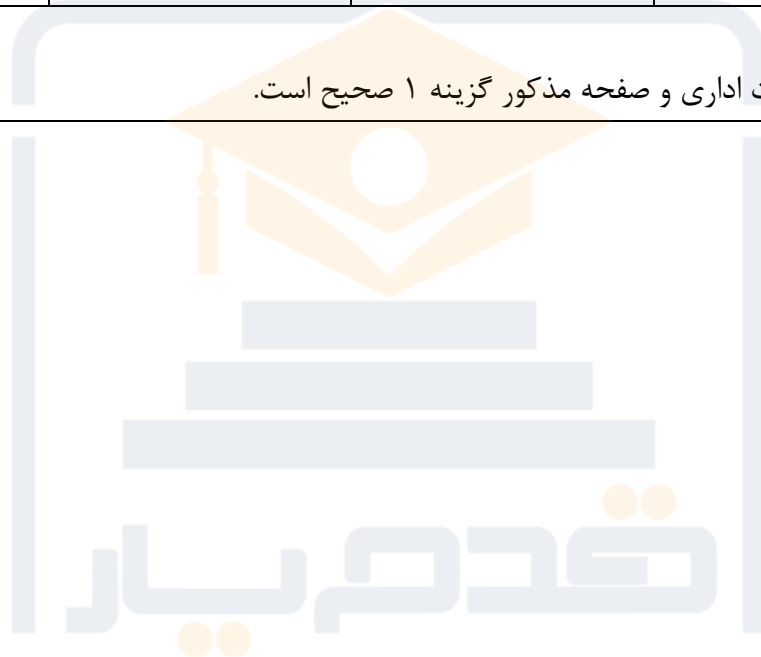 اداری و صفحه مذکور گزینه ۱ صحیح است.
قدم یار